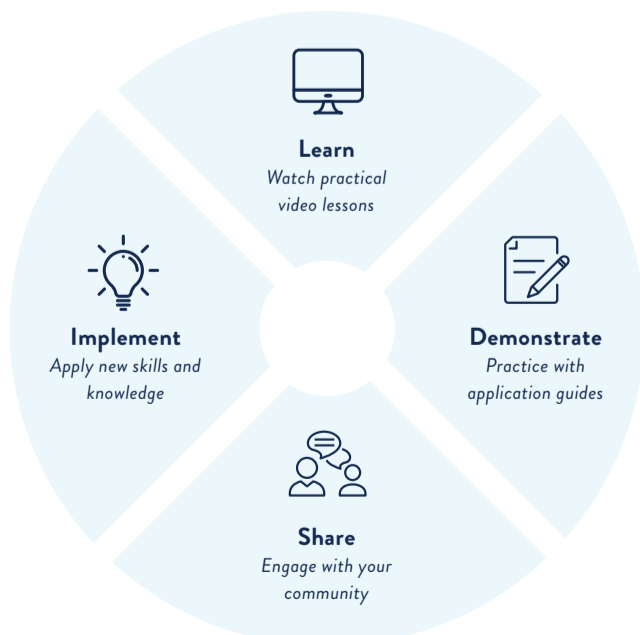 Learn
Watch practical
video lessons
Demonstrate
Practice with
application guides
Share
Engage with your
community
Implement
Apply new skills and
knowledge